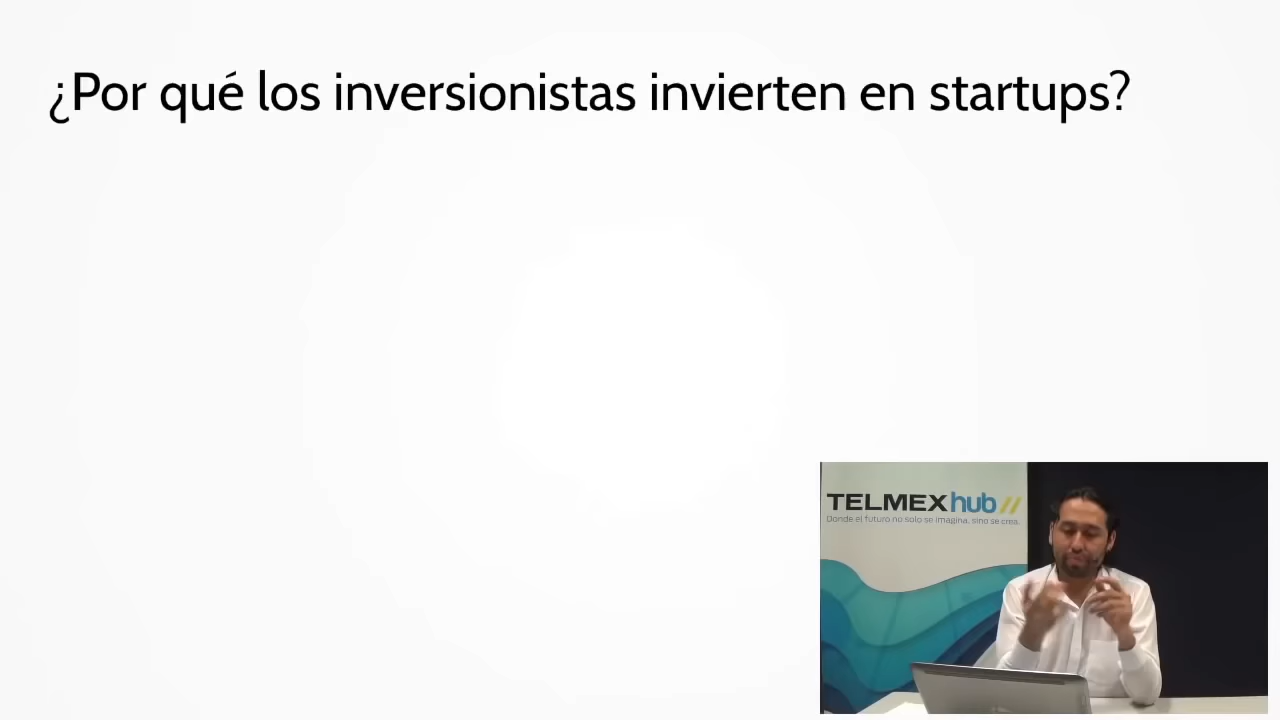 ¿Por qué los inversionistas invierten en startups?
TELMEXhub//
Donde el futuro no solo se imagina, sino se crea.